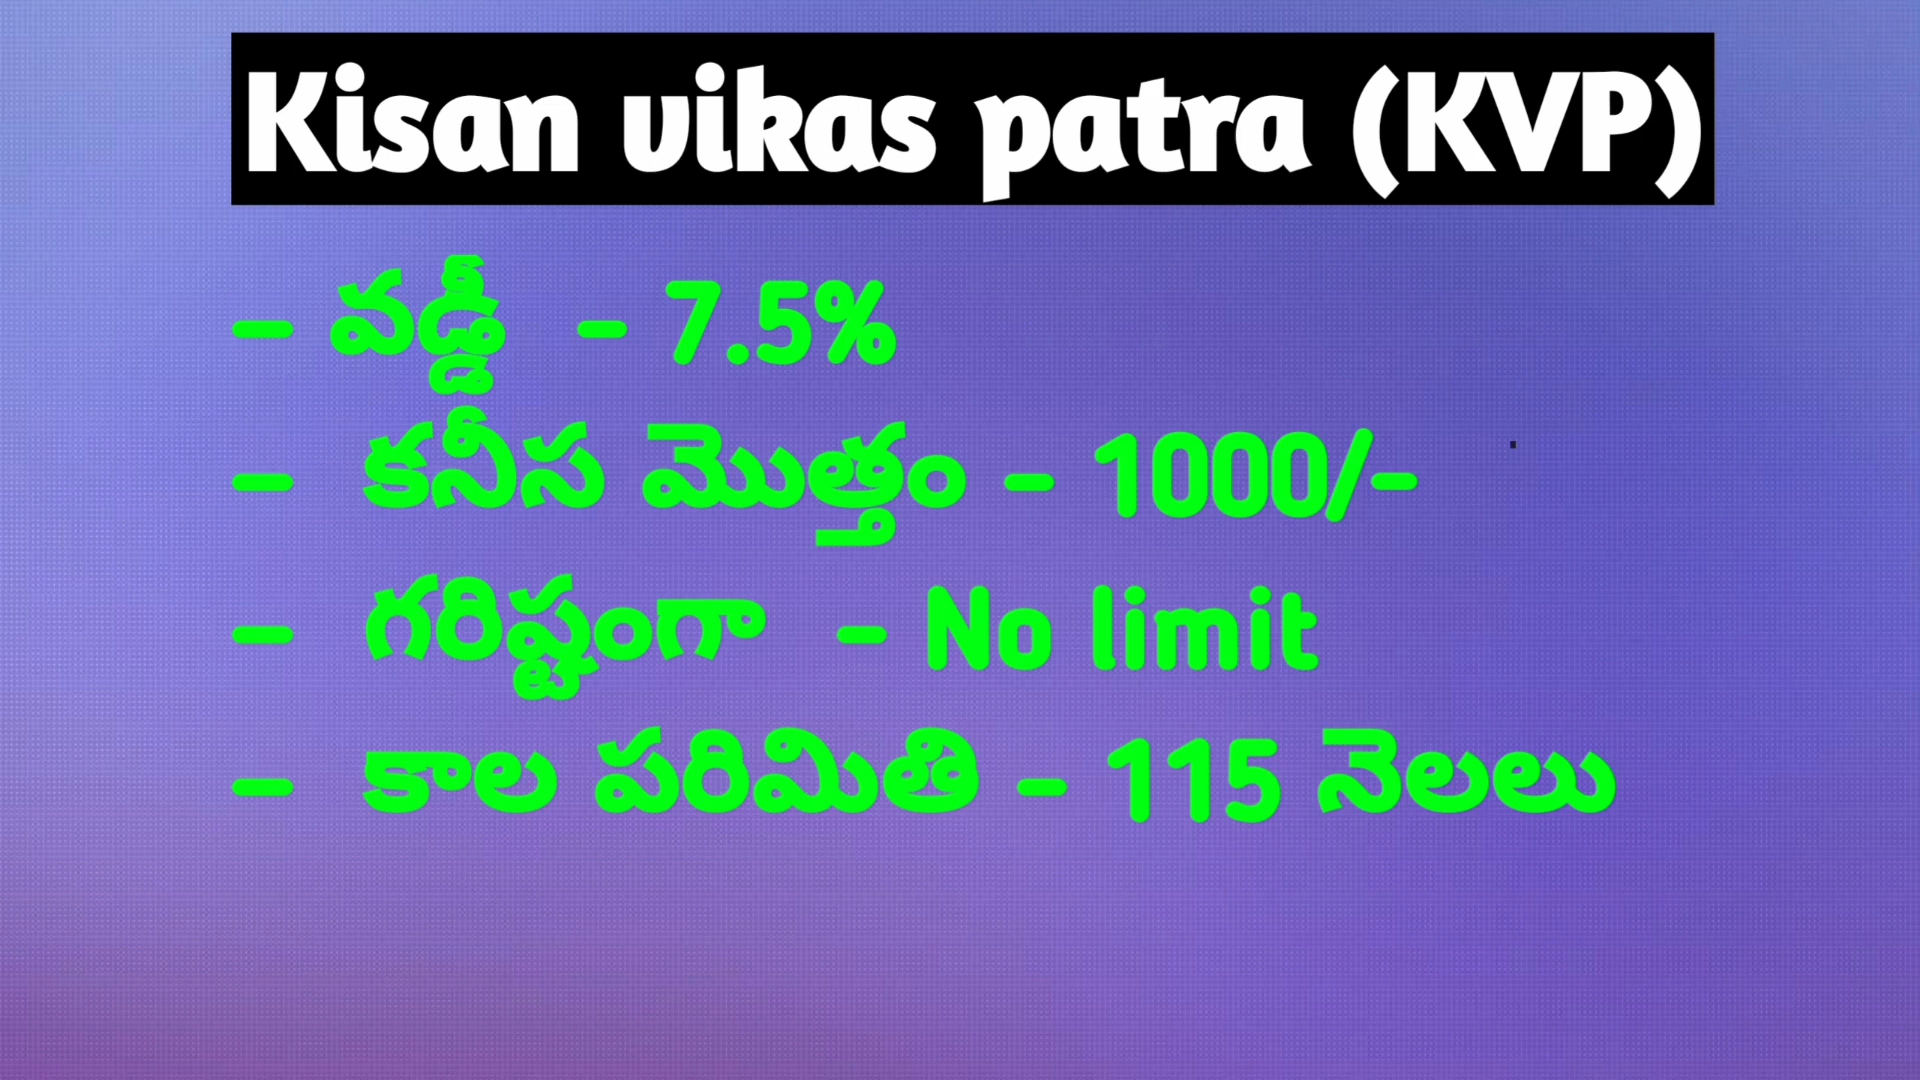 Kisan vikas patra (KVP)
- వడ్డీ - 7.5%
- కనీస మొత్తం - 1000/-
- గరిష్టంగా - No limit
- కాల పరిమితి - 115 నెలలు